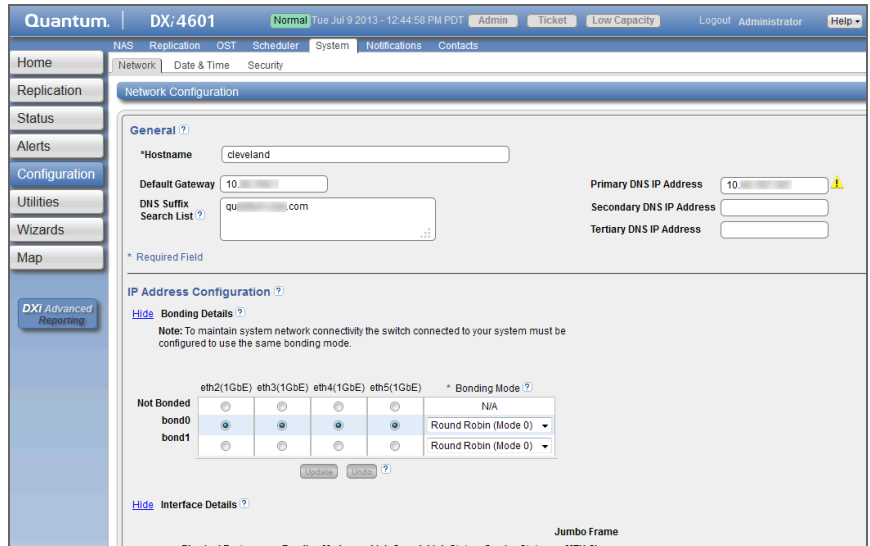 Quantum. DXi4601 Normal Tue Jul 9 2013 - 12:44:58 PM PDT Admin Ticket Low Capacity Logout Administrator Help
NAS Replication OST Scheduler System Notifications Contacts
Network Date & Time Security
Home
Replication
Status
Alerts
Configuration
Utilities
Wizards
Map
DXi Advanced
Reporting
Network Configuration
General ?
*Hostname cleveland
Default Gateway 10.
Primary DNS IP Address 10.
DNS Suffix
Search List ? qu .com
Secondary DNS IP Address
Tertiary DNS IP Address
* Required Field
IP Address Configuration ?
Hide Bonding Details ?
Note: To maintain system network connectivity the switch connected to your system must be
configured to use the same bonding mode.
eth2(1GbE) eth3(1GbE) eth4(1GbE) eth5(1GbE) * Bonding Mode ?
Not Bonded N/A
bond0 Round Robin (Mode 0)
bond1 Round Robin (Mode 0)
Update Undo ?
Hide Interface Details ?
Jumbo Frame